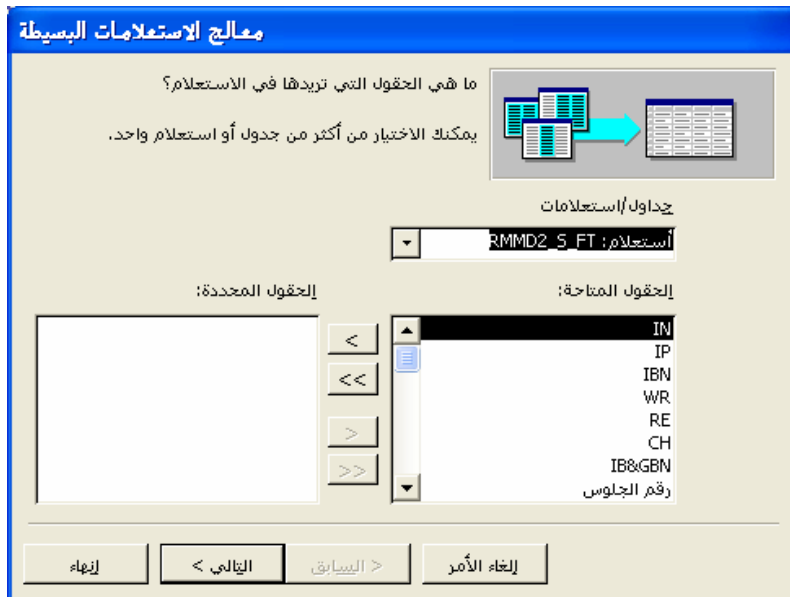 معالج الاستعلامات البسيطة
ما هي الحقول التي تريدها في الاستعلام؟
يمكنك الاختيار من أكثر من جدول أو استعلام واحد.
جداول/استعلامات
أستعلام: RMMD2_S_FT
الحقول المتاحة:
الحقول المحددة:
IN
IP
IBN
WR
RE
CH
IB&GBN
رقم الجلوس
<
<<
>
>>
إلغاء الأمر
< السابق
التالي >
إنهاء